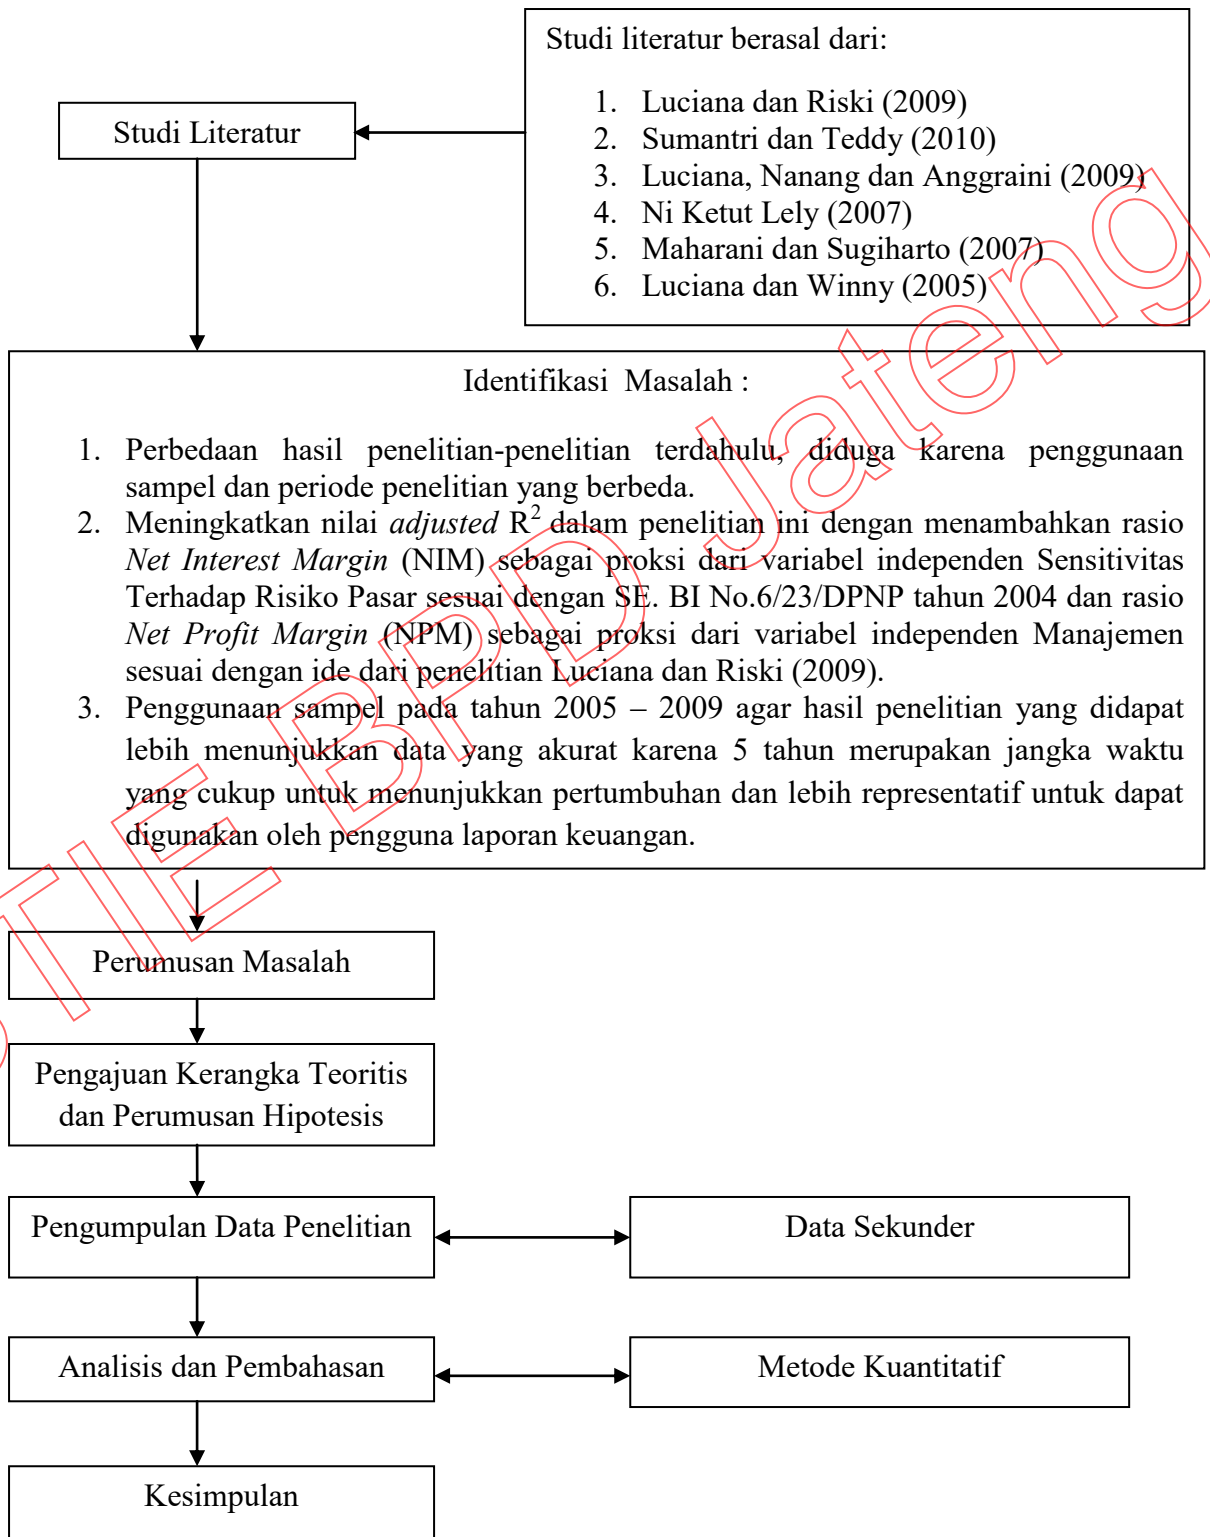 Studi literatur berasal dari:
1. Luciana dan Riski (2009)
2. Sumantri dan Teddy (2010)
3. Luciana, Nanang dan Anggraini (2009)
4. Ni Ketut Lely (2007)
5. Maharani dan Sugiharto (2007)
6. Luciana dan Winny (2005)
Studi Literatur
Identifikasi Masalah :
1. Perbedaan hasil penelitian-penelitian terdahulu, diduga karena penggunaan
sampel dan periode penelitian yang berbeda.
2. Meningkatkan nilai adjusted R² dalam penelitian ini dengan menambahkan rasio
Net Interest Margin (NIM) sebagai proksi dari variabel independen Sensitivitas
Terhadap Risiko Pasar sesuai dengan SE. BI No.6/23/DPNP tahun 2004 dan rasio
Net Profit Margin (NPM) sebagai proksi dari variabel independen Manajemen
sesuai dengan ide dari penelitian Luciana dan Riski (2009).
3. Penggunaan sampel pada tahun 2005 – 2009 agar hasil penelitian yang didapat
lebih menunjukkan data yang akurat karena 5 tahun merupakan jangka waktu
yang cukup untuk menunjukkan pertumbuhan dan lebih representatif untuk dapat
digunakan oleh pengguna laporan keuangan.
Perumusan Masalah
Pengajuan Kerangka Teoritis
dan Perumusan Hipotesis
Pengumpulan Data Penelitian
Data Sekunder
Analisis dan Pembahasan
Metode Kuantitatif
Kesimpulan
STIE BPD Jateng